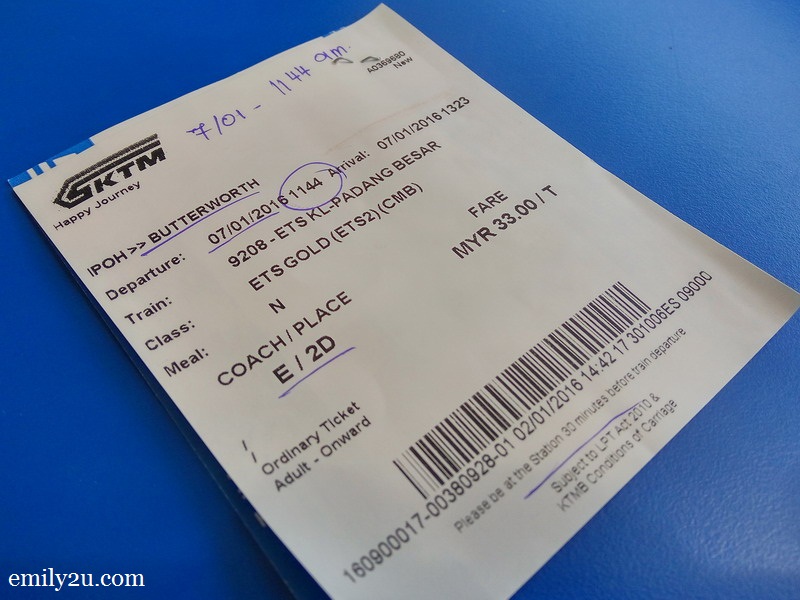 7/01 - 1144 am.
A0369680
New
KTM
Happy Journey
IPOH >> BUTTERWORTH
Departure: 07/01/2016 1144 Arrival: 07/01/2016 1323
Train: 9208 - ETS KL-PADANG BESAR
Class: ETS GOLD (ETS2) (CMB)
Meal: N
FARE
MYR 33.00 / T
COACH / PLACE
E / 2D
/
/
Ordinary Ticket
Adult - Onward
160900017-00380928-01 02/01/2016 14:42 17 301006ES 09000
Please be at the Station 30 minutes before train departure
Subject to LPT Act 2010 &
KTMB Conditions of Carriage
emily2u.com